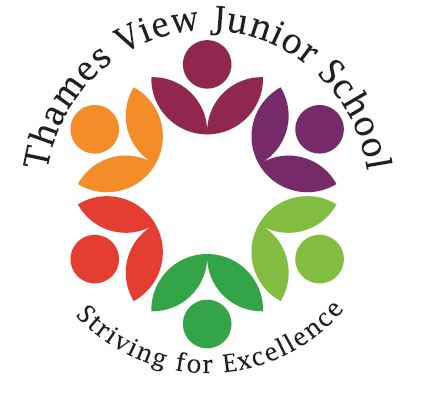 Thames View Junior School
Striving for Excellence